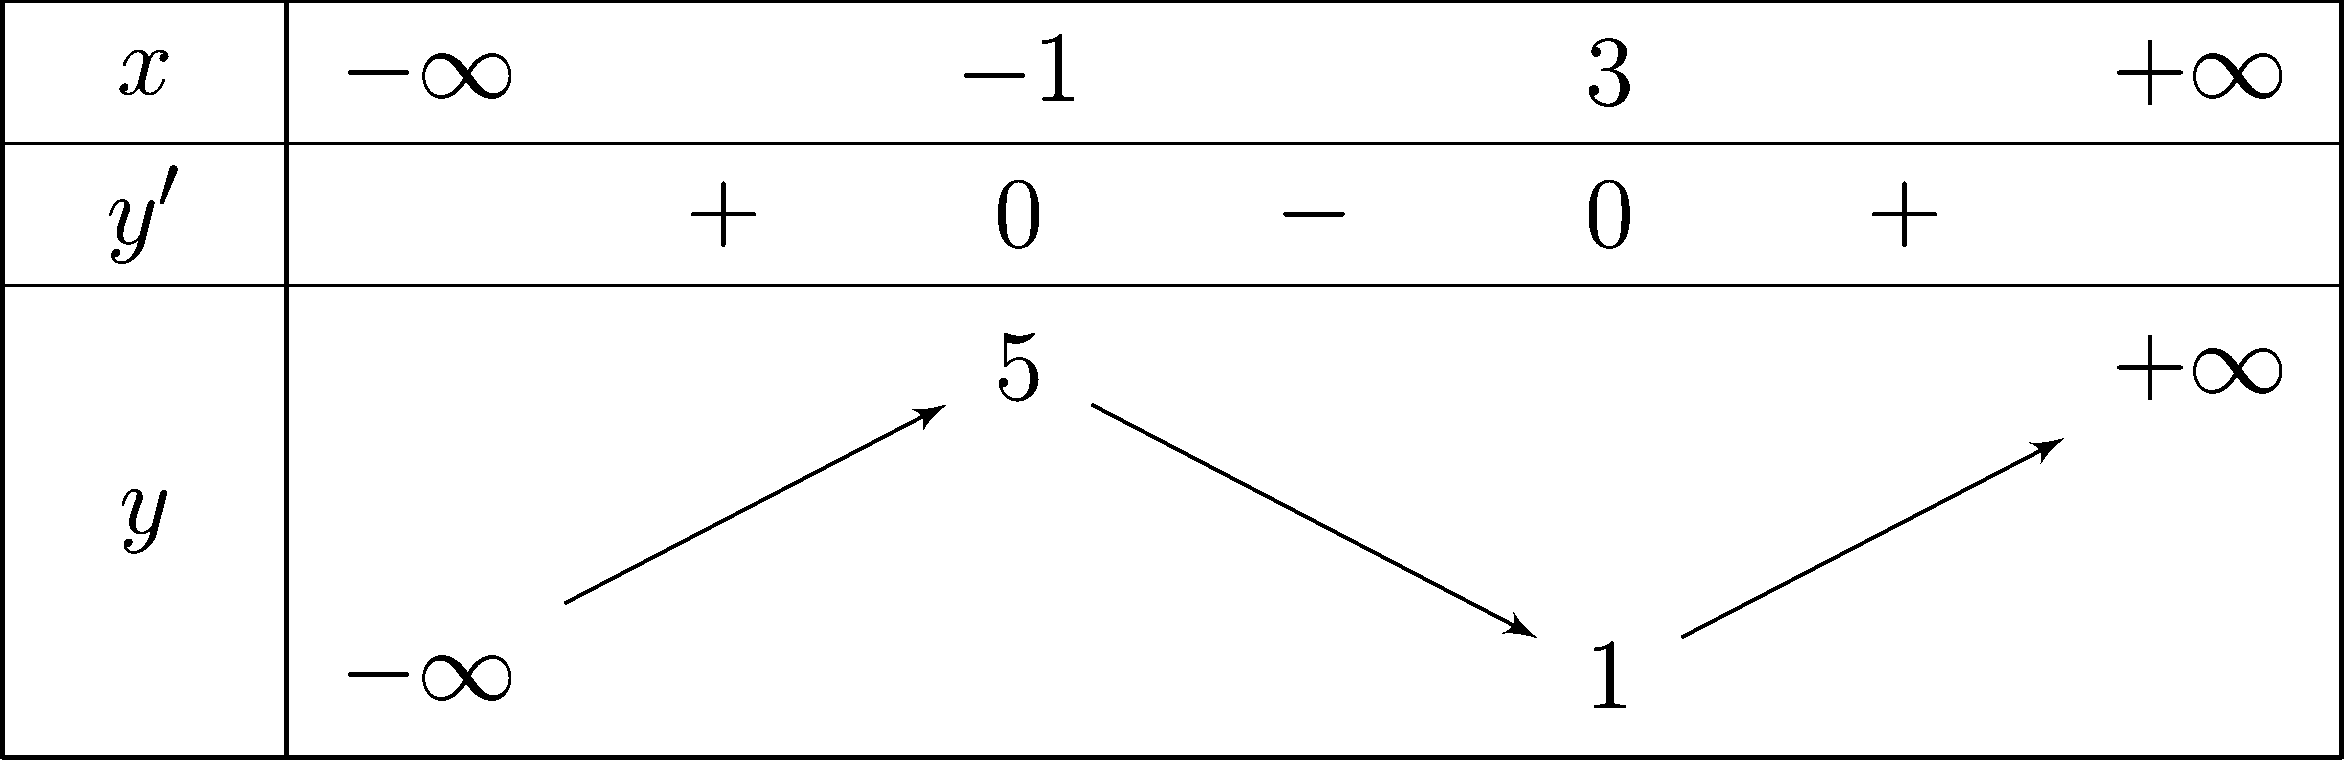 x −∞ −1 3 +∞
y′ + 0 − 0 +
5 +∞
y
−∞ 1